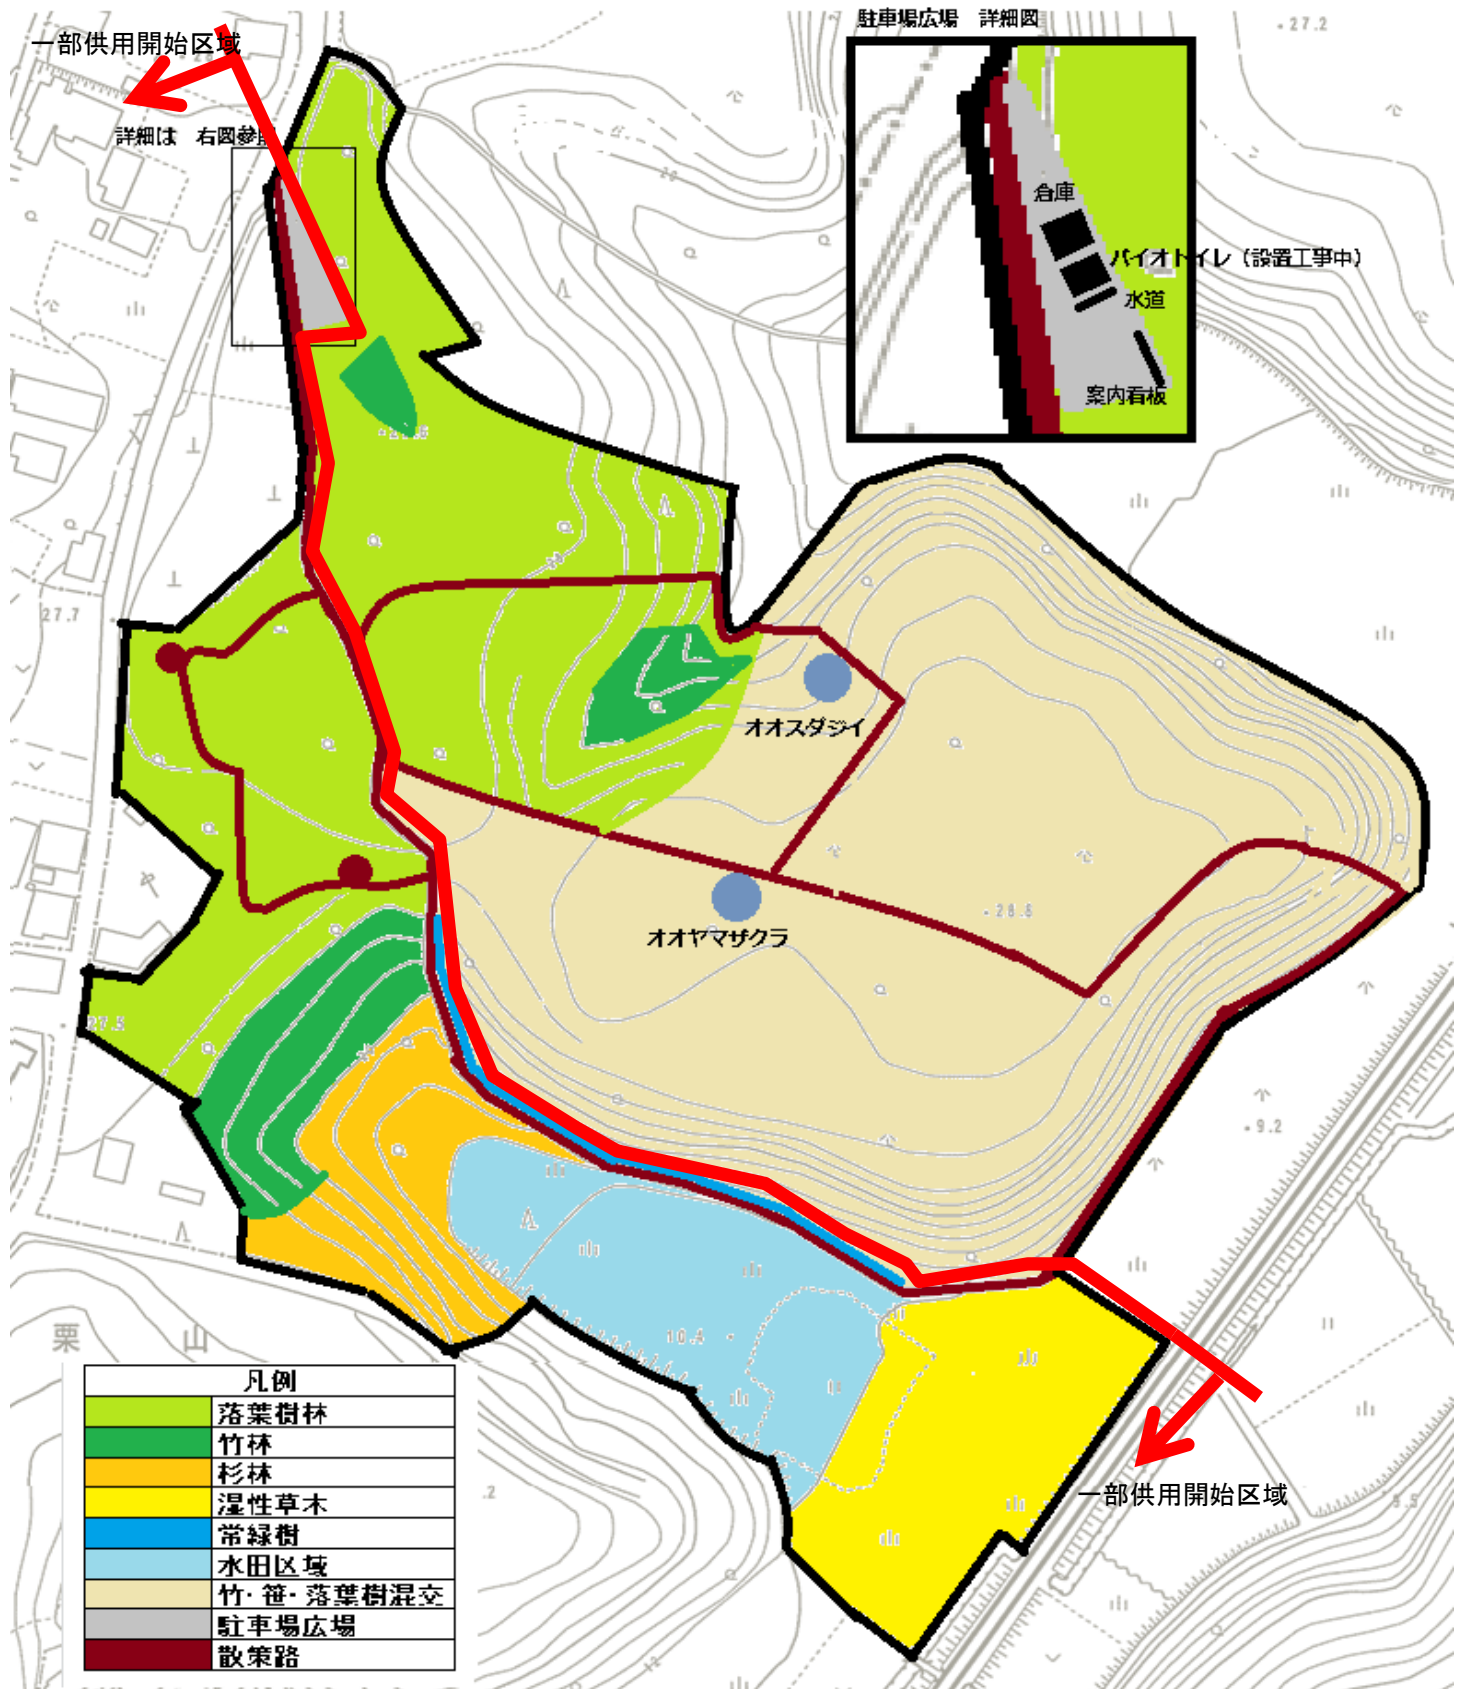 駐車場広場　詳細図
27.2
一部供用開始区域
詳細は　右図参
倉庫
バイオトイレ（設置工事中）
水道
案内看板
27.7
オオスダジイ
28.8
オオヤマザクラ
27.5
9.2
10.4
栗　山
凡例
落葉樹林
竹林
杉林
湿性草木
常緑樹
水田区域
竹・笹・落葉樹混交
駐車場広場
散策路
一部供用開始区域
9.5
12